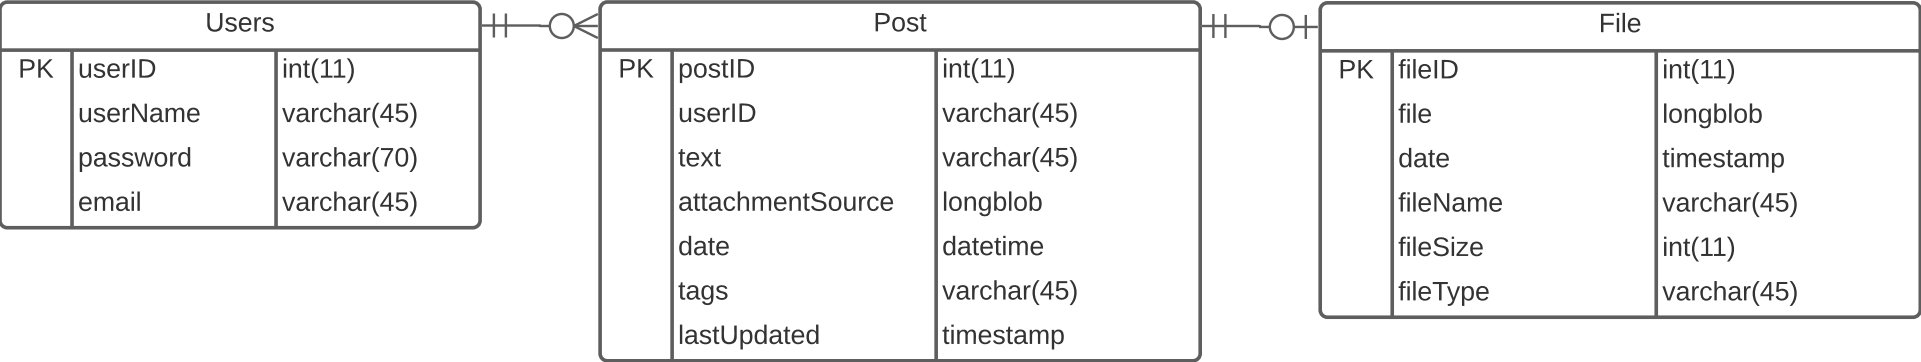 Users
PK userID int(11)
userName varchar(45)
password varchar(70)
email varchar(45)
Post
PK postID int(11)
userID varchar(45)
text varchar(45)
attachmentSource longblob
date datetime
tags varchar(45)
lastUpdated timestamp
File
PK fileID int(11)
file longblob
date timestamp
fileName varchar(45)
fileSize int(11)
fileType varchar(45)